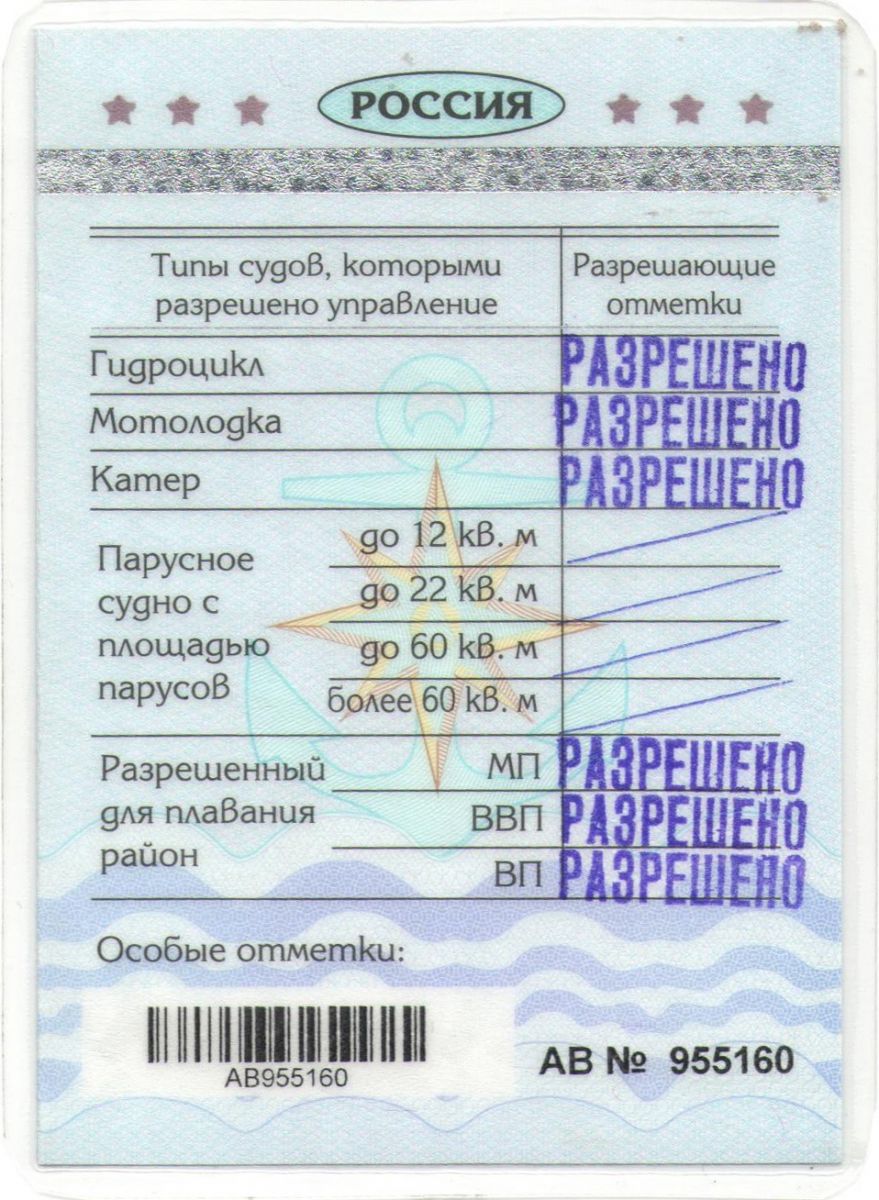 РОССИЯ
Типы судов, которыми
разрешено управление
Разрешающие
отметки
Гидроцикл РАЗРЕШЕНО
Мотолодка РАЗРЕШЕНО
Катер РАЗРЕШЕНО
Парусное
судно с
площадью
парусов
до 12 кв. м
до 22 кв. м
до 60 кв. м
более 60 кв. м
Разрешенный
для плавания
район
МП РАЗРЕШЕНО
ВВП РАЗРЕШЕНО
ВП РАЗРЕШЕНО
Особые отметки:
АВ955160
АВ № 955160